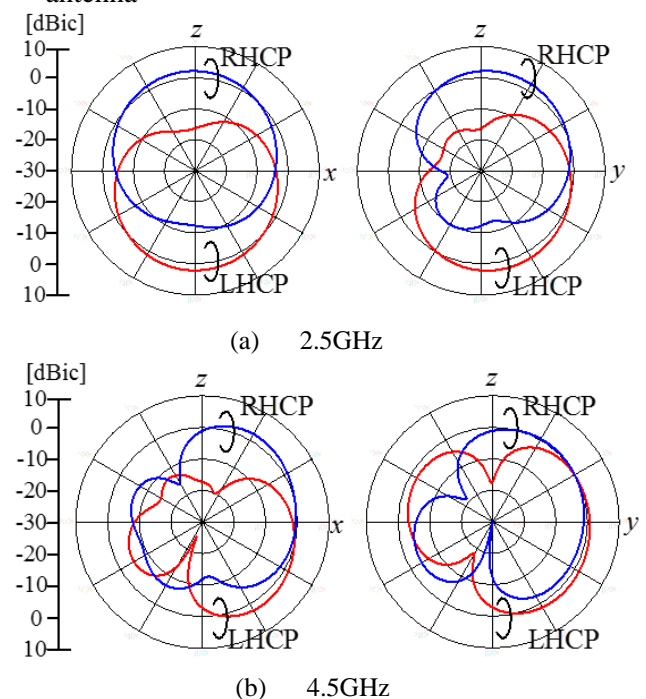 antenna
[dBic]
10
0
-10
-20
-30
-20
-10
0
10
z
RHCP
x
LHCP
z
RHCP
y
LHCP
(a) 2.5GHz
[dBic]
10
0
-10
-20
-30
-20
-10
0
10
z
RHCP
x
LHCP
z
RHCP
y
LHCP
(b) 4.5GHz